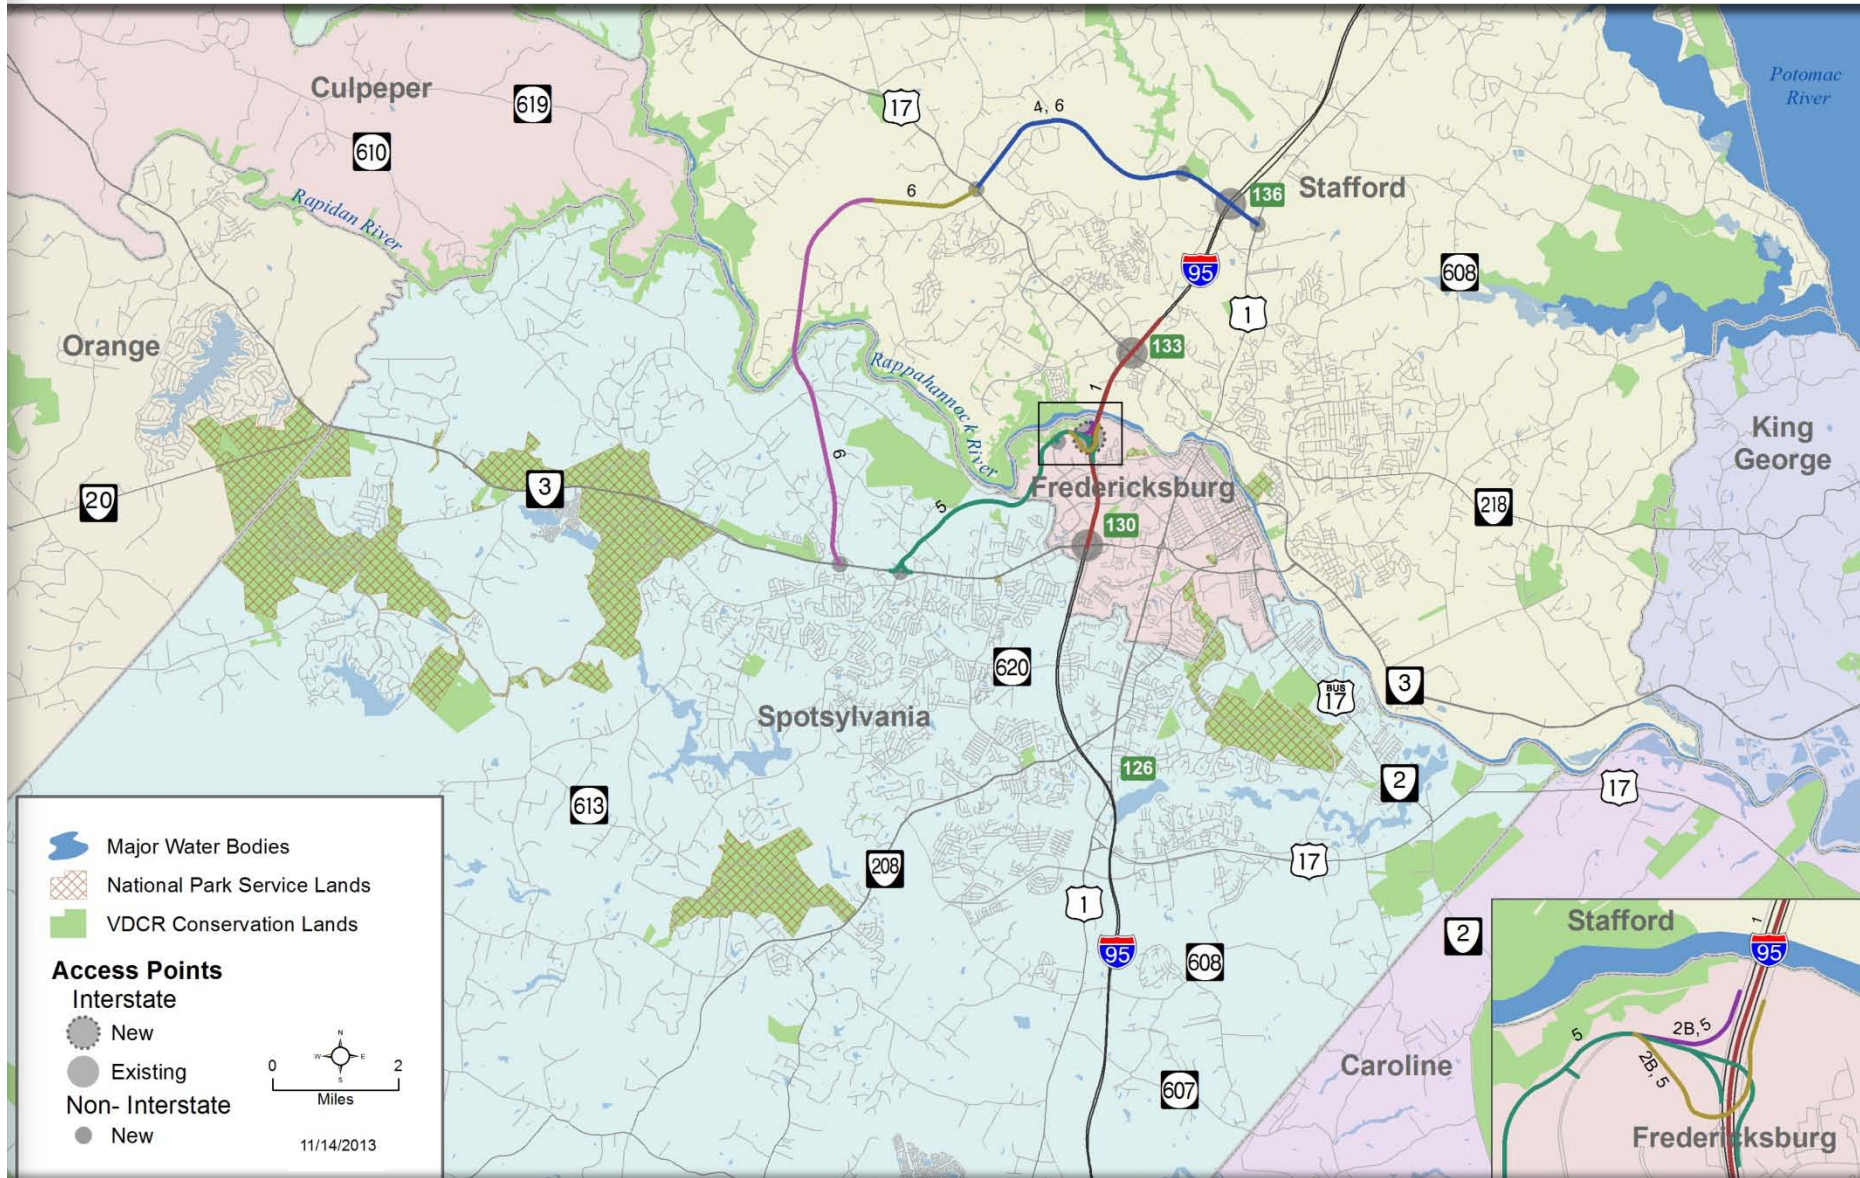 Culpeper
619
610
17
4, 6
Potomac
River
6
136
Stafford
Rapidan River
95
608
1
Orange
133
Rappahannock River
1
King
George
6
3
20
5
Fredericksburg
218
130
620
3
BUS
17
Spotsylvania
126
2
17
613
17
208
1
2
95
608
Caroline
607
Major Water Bodies
National Park Service Lands
VDCR Conservation Lands
Access Points
Interstate
New
Existing
Non- Interstate
New
N
W
E
S
0
2
Miles
11/14/2013
Stafford
1
95
5
2B, 5
2B, 5
Fredericksburg